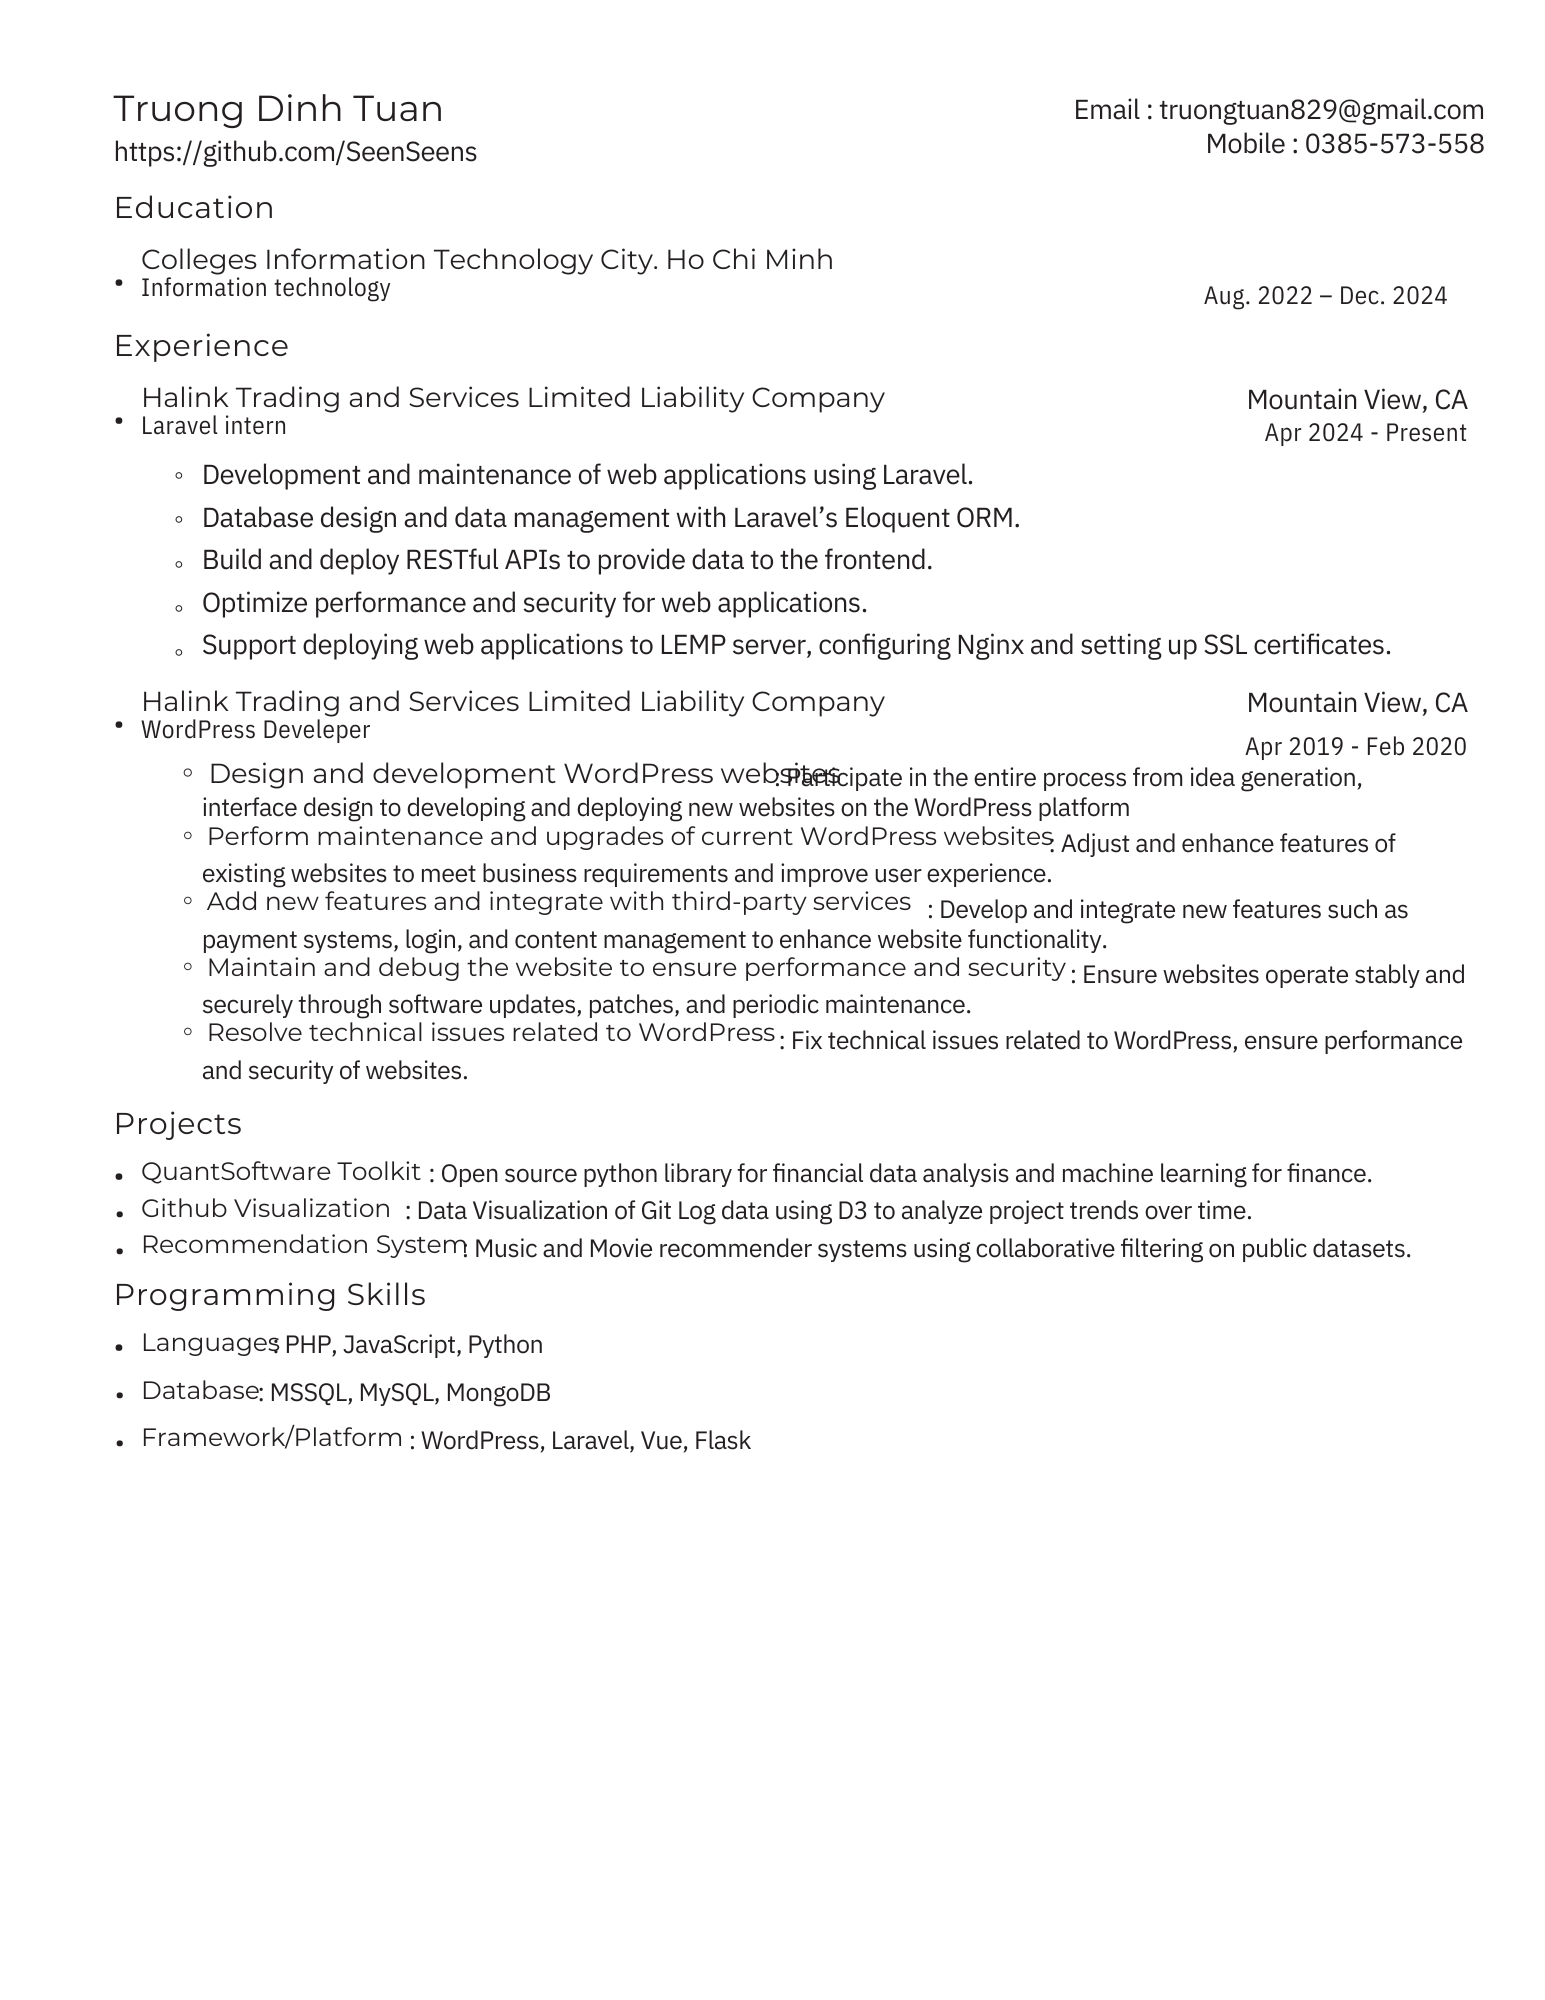 Truong Dinh Tuan
Email : truongtuan829@gmail.com
https://github.com/SeenSeens
Mobile : 0385-573-558
Education
Colleges Information Technology City. Ho Chi Minh
• Information technology
Aug. 2022 – Dec. 2024
Experience
Halink Trading and Services Limited Liability Company
Mountain View, CA
• Laravel intern
Apr 2024 - Present
◦ Development and maintenance of web applications using Laravel.
◦ Database design and data management with Laravel’s Eloquent ORM.
◦ Build and deploy RESTful APIs to provide data to the frontend.
◦ Optimize performance and security for web applications.
◦ Support deploying web applications to LEMP server, configuring Nginx and setting up SSL certificates.
Halink Trading and Services Limited Liability Company
Mountain View, CA
• WordPress Develeper
Apr 2019 - Feb 2020
◦ Design and development WordPress websites : Participate in the entire process from idea generation,
interface design to developing and deploying new websites on the WordPress platform
◦ Perform maintenance and upgrades of current WordPress websites : Adjust and enhance features of
existing websites to meet business requirements and improve user experience.
◦ Add new features and integrate with third-party services : Develop and integrate new features such as
payment systems, login, and content management to enhance website functionality.
◦ Maintain and debug the website to ensure performance and security : Ensure websites operate stably and
securely through software updates, patches, and periodic maintenance.
◦ Resolve technical issues related to WordPress : Fix technical issues related to WordPress, ensure performance
and security of websites.
Projects
• QuantSoftware Toolkit : Open source python library for financial data analysis and machine learning for finance.
• Github Visualization : Data Visualization of Git Log data using D3 to analyze project trends over time.
• Recommendation System : Music and Movie recommender systems using collaborative filtering on public datasets.
Programming Skills
• Languages : PHP, JavaScript, Python
• Database : MSSQL, MySQL, MongoDB
• Framework/Platform : WordPress, Laravel, Vue, Flask